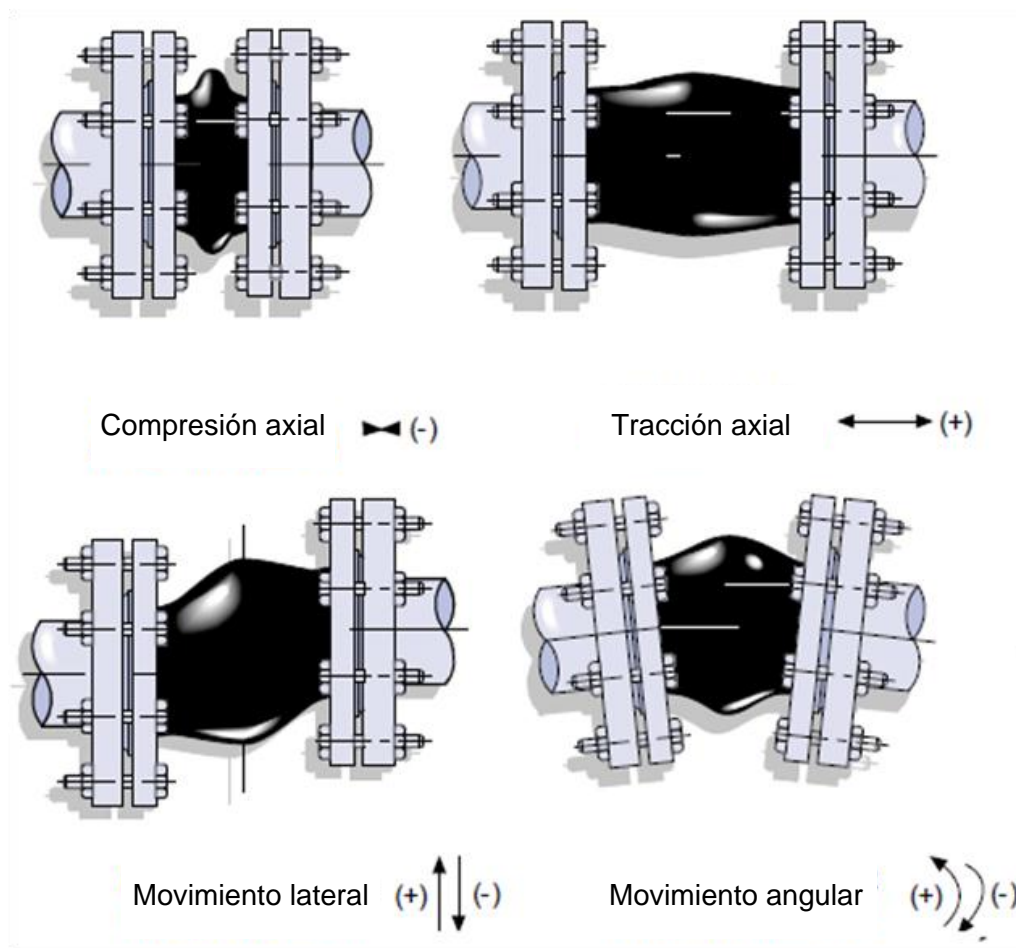 Compresión axial (-)
Tracción axial (+)
Movimiento lateral (+) (-)
Movimiento angular (+) (-)